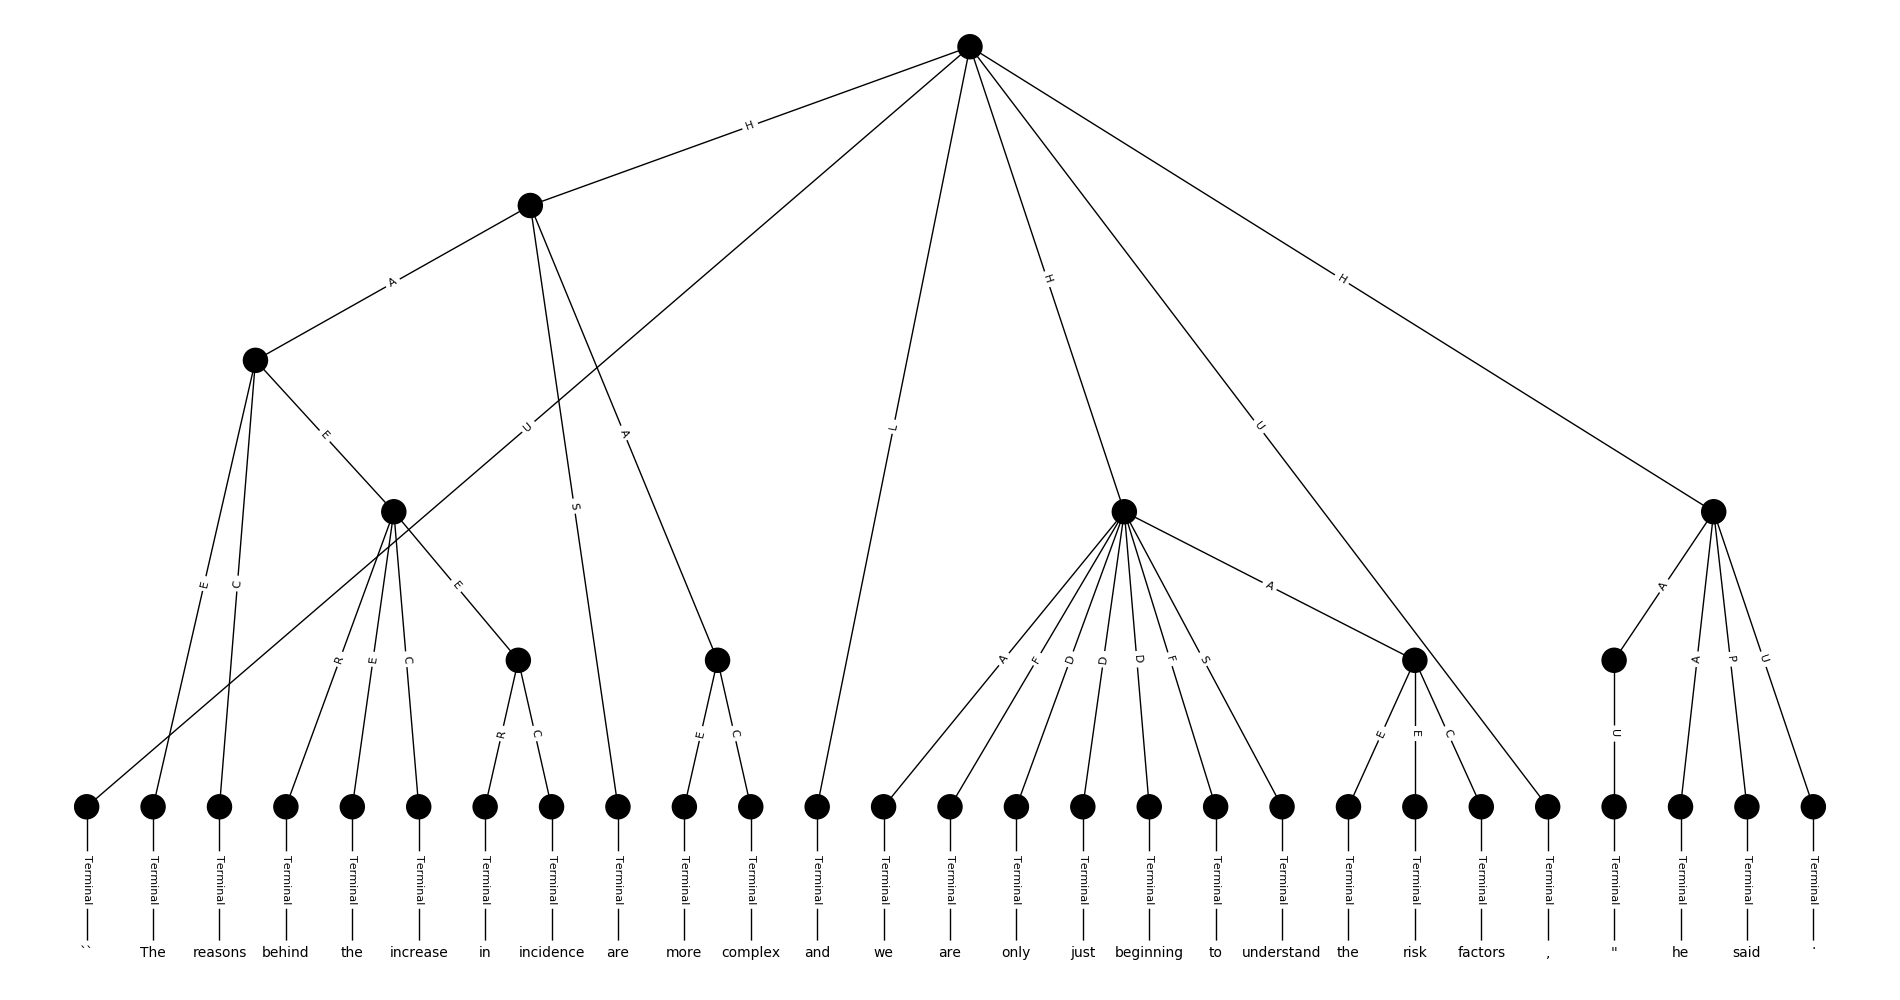 H
A
H
H
E
U
A
L
U
S
E
C
E
A
A
R
E
C
A
F
D
D
D
F
S
A
P
U
R
C
E
C
E
E
C
U
Terminal Terminal Terminal Terminal Terminal Terminal Terminal Terminal Terminal Terminal Terminal Terminal Terminal Terminal Terminal Terminal Terminal Terminal Terminal Terminal Terminal Terminal Terminal Terminal Terminal Terminal Terminal
`` The reasons behind the increase in incidence are more complex and we are only just beginning to understand the risk factors , " he said .